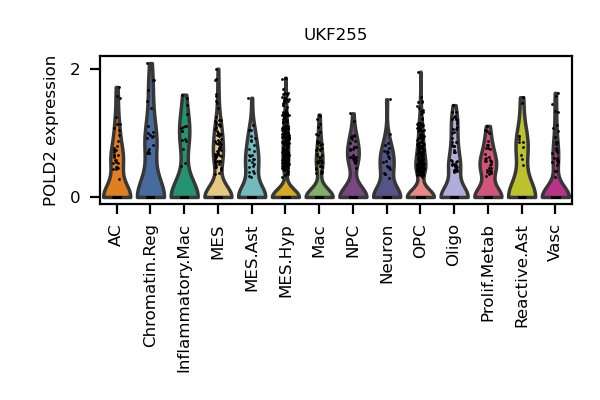 UKF255
POLD2 expression
2
0
AC
Chromatin.Reg
Inflammatory.Mac
MES
MES.Ast
MES.Hyp
Mac
NPC
Neuron
OPC
Oligo
Prolif.Metab
Reactive.Ast
Vasc